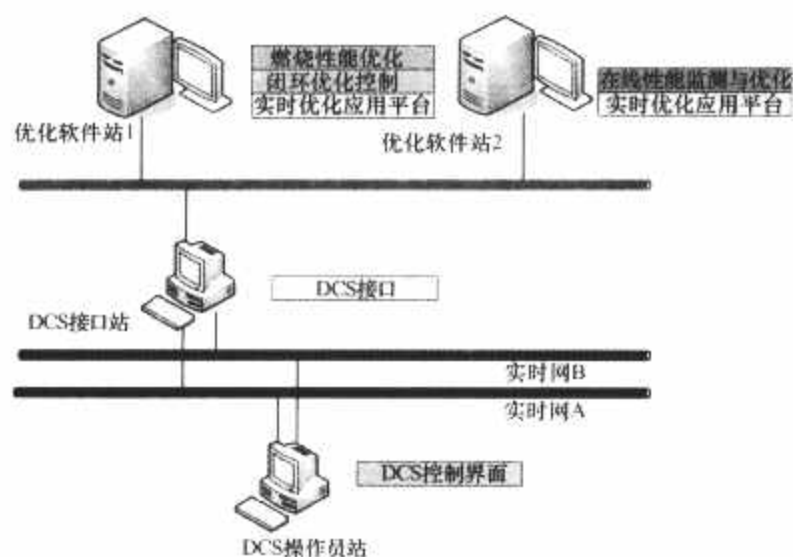 燃烧性能优化
闭环优化控制
实时优化应用平台
在线性能监测与优化
实时优化应用平台
优化软件站1
优化软件站2
DCS接口
DCS接口站
实时网B
实时网A
DCS控制界面
DCS操作员站